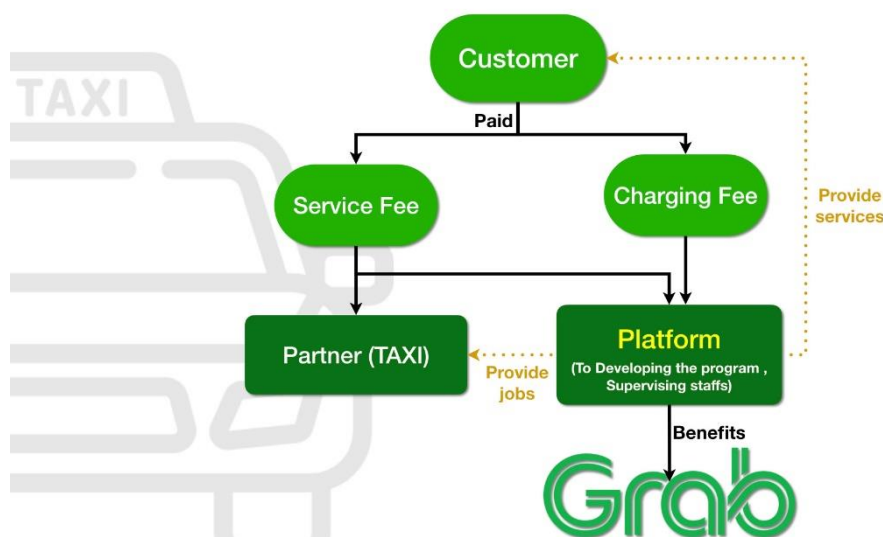 TAXI
Customer
Paid
Service Fee
Charging Fee
Provide
services
Partner (TAXI)
Provide
jobs
Platform
(To Developing the program ,
Supervising staffs)
Benefits
Grab